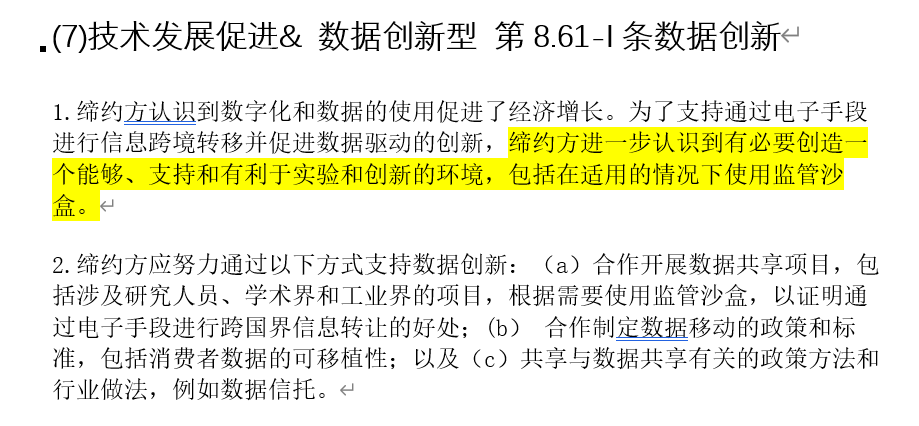 (7)技术发展促进& 数据创新型 第 8.61-I 条数据创新
1.缔约方认识到数字化和数据的使用促进了经济增长。为了支持通过电子手段
进行信息跨境转移并促进数据驱动的创新，缔约方进一步认识到有必要创造一
个能够、支持和有利于实验和创新的环境，包括在适用的情况下使用监管沙
盒。
2.缔约方应努力通过以下方式支持数据创新：（a）合作开展数据共享项目，包
括涉及研究人员、学术界和工业界的项目，根据需要使用监管沙盒，以证明通
过电子手段进行跨国界信息转让的好处；(b） 合作制定数据移动的政策和标
准，包括消费者数据的可移植性；以及（c）共享与数据共享有关的政策方法和
行业做法，例如数据信托。